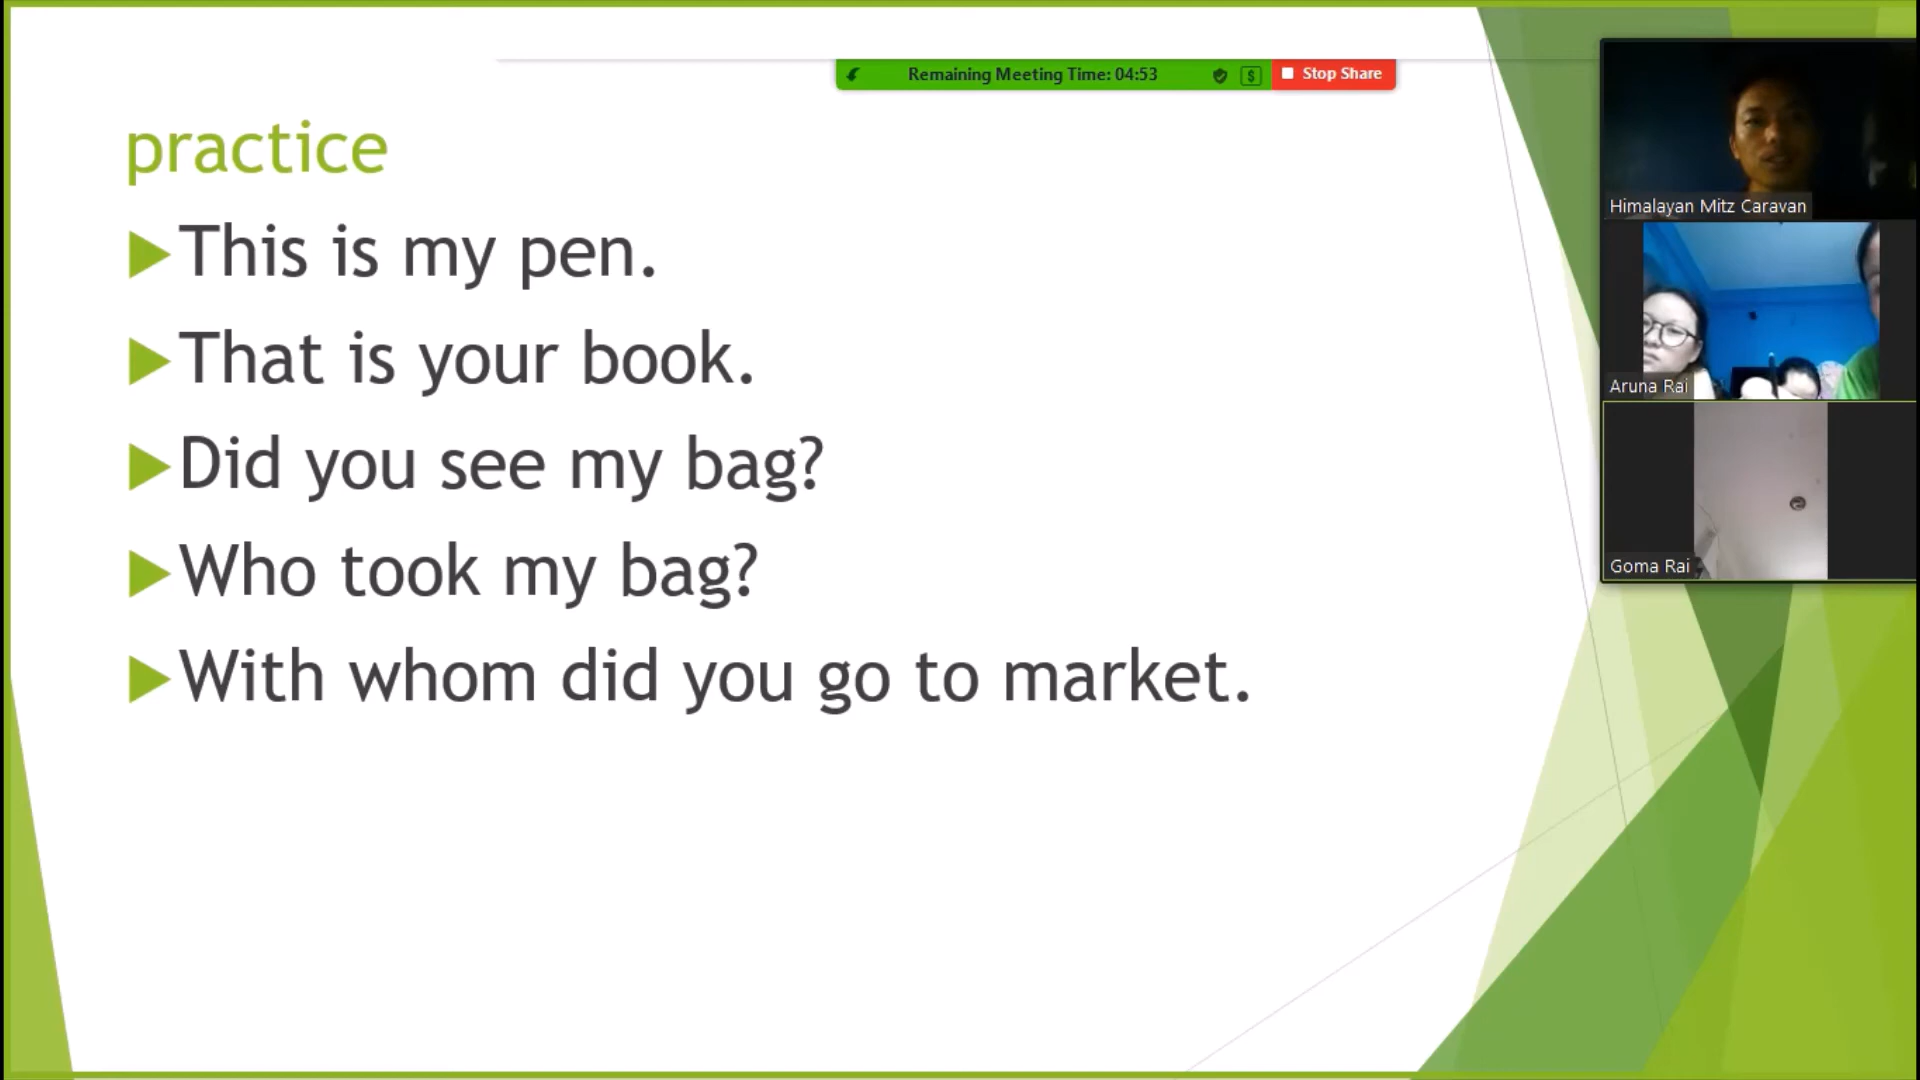 Remaining Meeting Time: 04:53
Stop Share
practice
This is my pen.
That is your book.
Did you see my bag?
Who took my bag?
With whom did you go to market.
Himalayan Mitz Caravan
Aruna Rai
Goma Rai